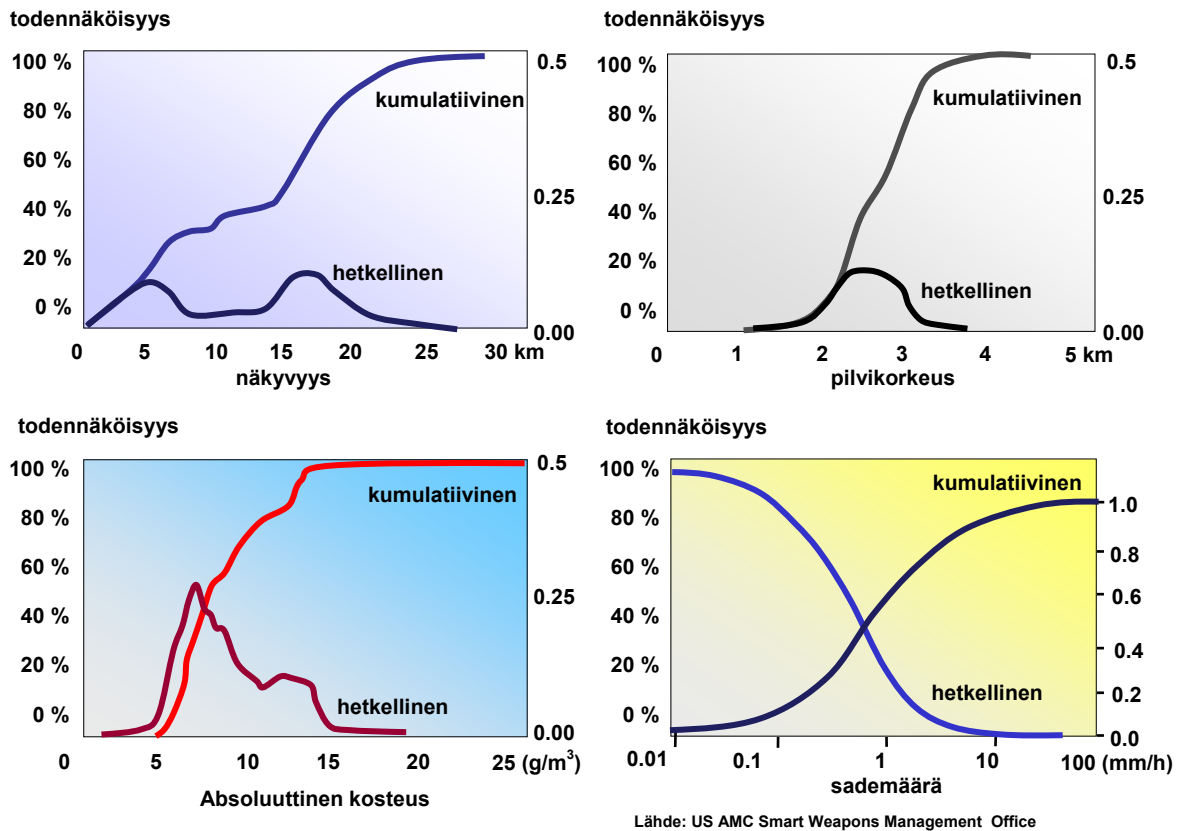 todennäköisyys
100 %
80 %
60 %
40 %
20 %
0 %
kumulatiivinen
hetkellinen
0.5
0.25
0.00
0 5 10 15 20 25 30 km
näkyvyys
todennäköisyys
100 %
80 %
60 %
40 %
20 %
0 %
kumulatiivinen
hetkellinen
0.5
0.25
0.00
0 1 2 3 4 5 km
pilvikorkeus
todennäköisyys
100 %
80 %
60 %
40 %
20 %
0 %
kumulatiivinen
hetkellinen
0.5
0.25
0.00
0 5 10 15 20 25 (g/m³)
Absoluuttinen kosteus
todennäköisyys
100 %
80 %
60 %
40 %
20 %
0 %
kumulatiivinen
hetkellinen
1.0
0.8
0.6
0.4
0.2
0.0
0.01 0.1 1 10 100 (mm/h)
sademäärä
Lähde: US AMC Smart Weapons Management Office